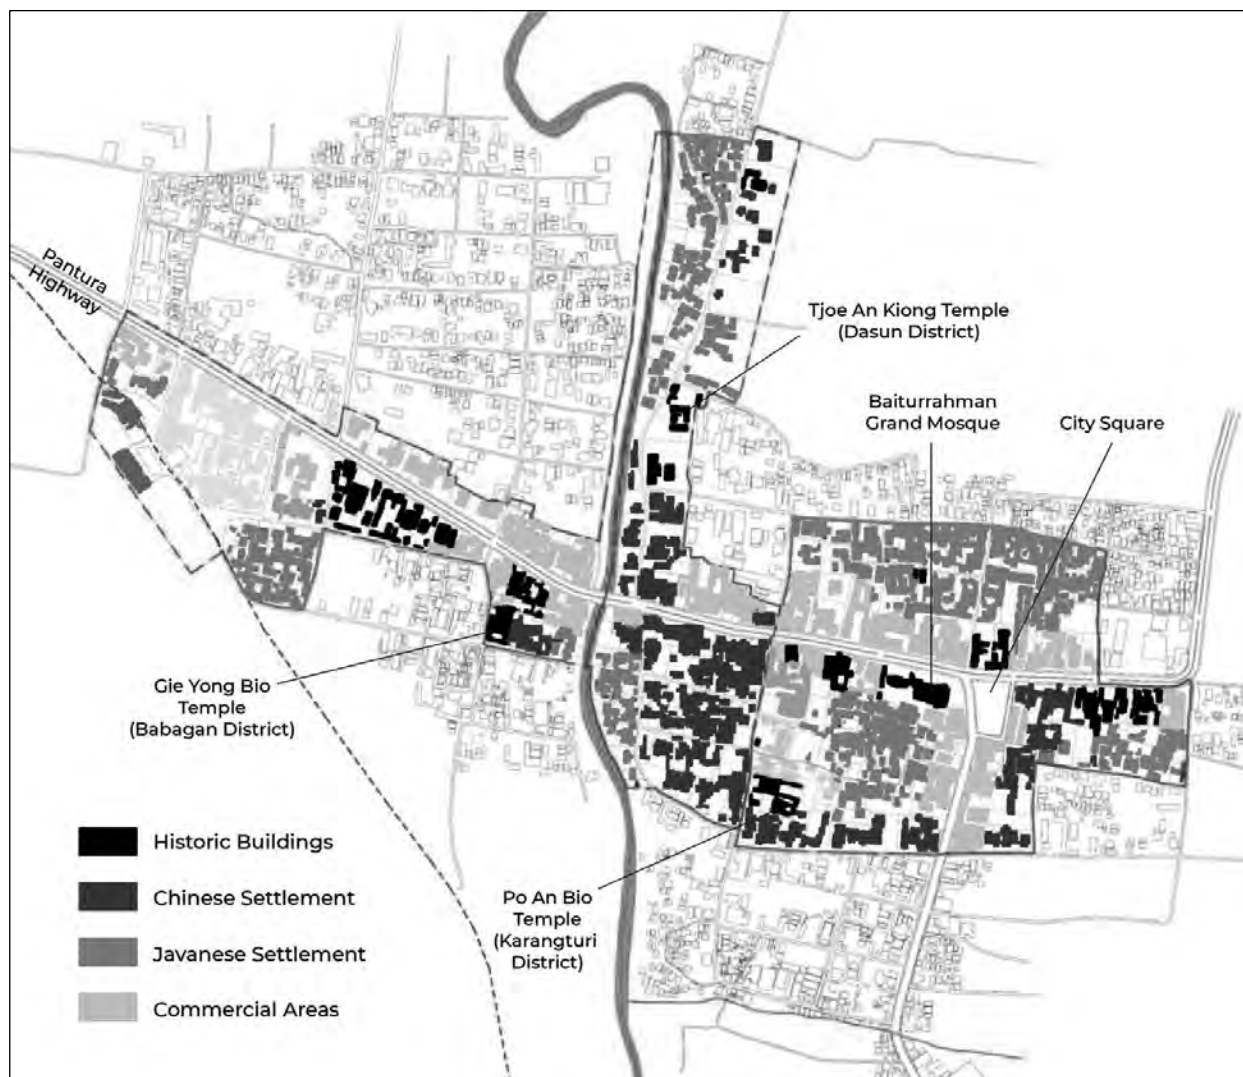 Pantura
Highway
Tjoe An Kiong Temple
(Dasun District)
Baiturrahman
Grand Mosque
City Square
Gie Yong Bio
Temple
(Babagan District)
Po An Bio
Temple
(Karangturi
District)
Historic Buildings
Chinese Settlement
Javanese Settlement
Commercial Areas